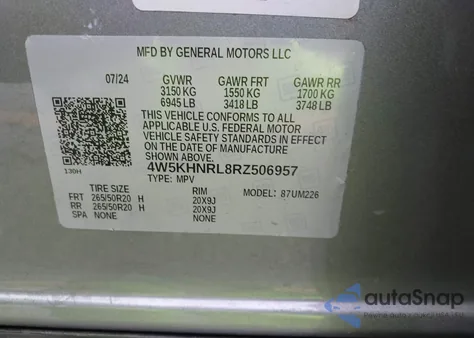 MFD BY GENERAL MOTORS LLC
07/24 GVWR GAWR FRT GAWR RR
3150 KG 1550 KG 1700 KG
6945 LB 3418 LB 3748 LB
THIS VEHICLE CONFORMS TO ALL
APPLICABLE U.S. FEDERAL MOTOR
VEHICLE SAFETY STANDARDS IN EFFECT
ON THE DATE OF MANUFACTURE
SHOWN ABOVE.
4W5KHNRL8RZ506957
TYPE: MPV MODEL: 87UM226
139H
TIRE SIZE RIM
FRT 265/50R20 H 20X9J
RR 265/50R20 H 20X9J
SPA NONE NONE
autoSnap